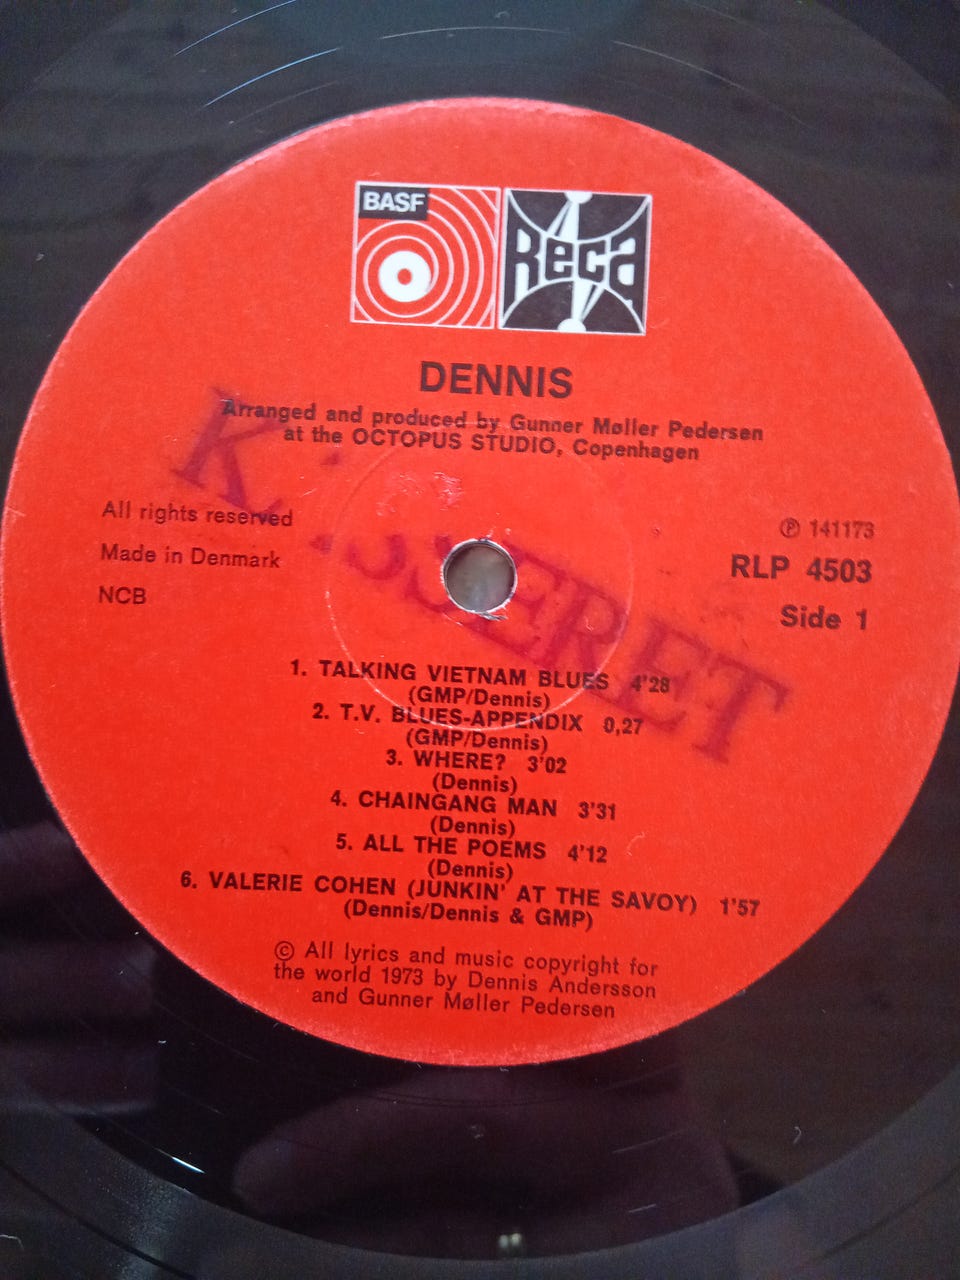 BASF
Reca
DENNIS
Arranged and produced by Gunner Møller Pedersen
at the OCTOPUS STUDIO, Copenhagen
KASSERET
All rights reserved
Made in Denmark
NCB
℗ 141173
RLP 4503
Side 1
1. TALKING VIETNAM BLUES 4'28
(GMP/Dennis)
2. T.V. BLUES-APPENDIX 0,27
(GMP/Dennis)
3. WHERE? 3'02
(Dennis)
4. CHAINGANG MAN 3'31
(Dennis)
5. ALL THE POEMS 4'12
(Dennis)
6. VALERIE COHEN (JUNKIN' AT THE SAVOY) 1'57
(Dennis/Dennis & GMP)
© All lyrics and music copyright for
the world 1973 by Dennis Andersson
and Gunner Møller Pedersen